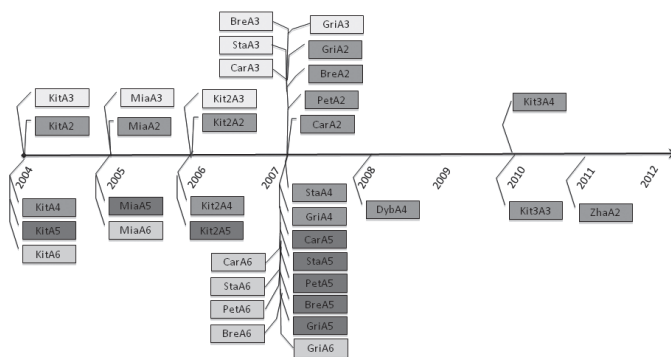 BreA3
GriA3
StaA3
GriA2
CarA3
BreA2
KitA3
MiaA3
Kit2A3
PetA2
Kit3A4
KitA2
MiaA2
Kit2A2
CarA2
2004
2005
2006
2007
2008
2009
2010
2011
2012
KitA4
MiaA5
Kit2A4
StaA4
DybA4
Kit3A3
ZhaA2
GriA4
KitA5
MiaA6
Kit2A5
CarA5
KitA6
CarA6
StaA5
StaA6
PetA5
PetA6
BreA5
BreA6
GriA5
GriA6